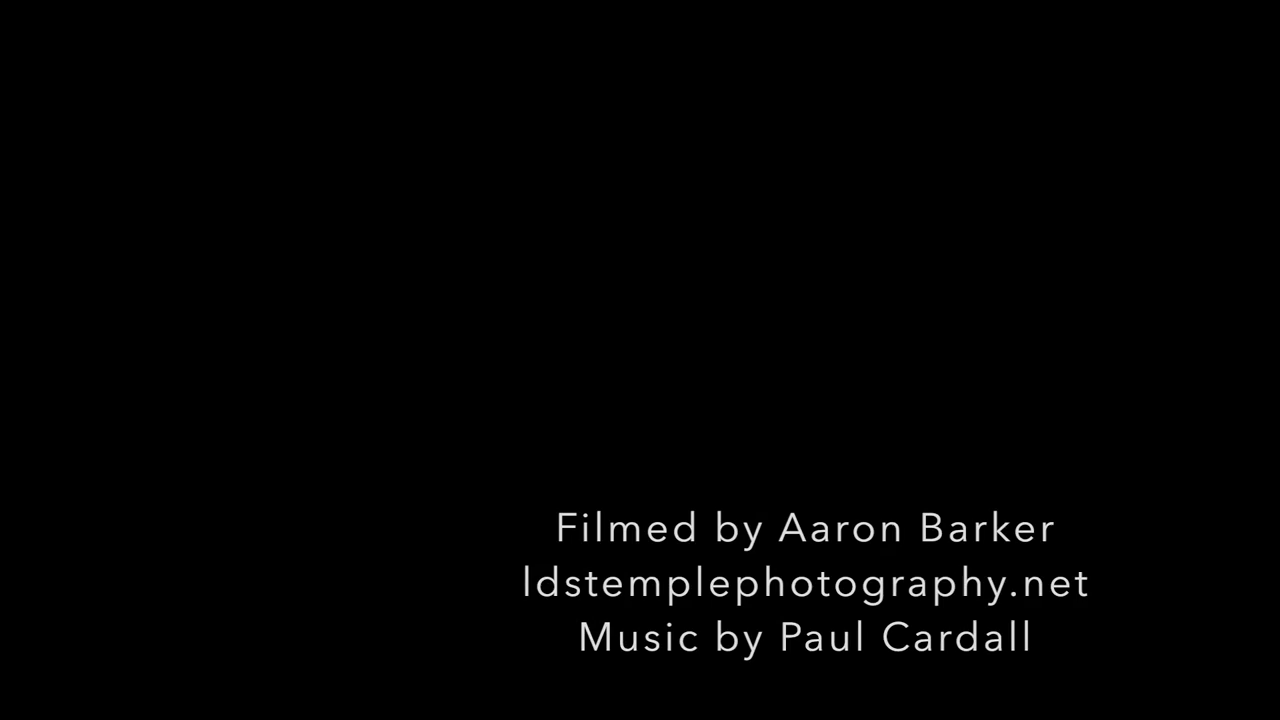 Filmed by Aaron Barker
ldstemplephotography.net
Music by Paul Cardall